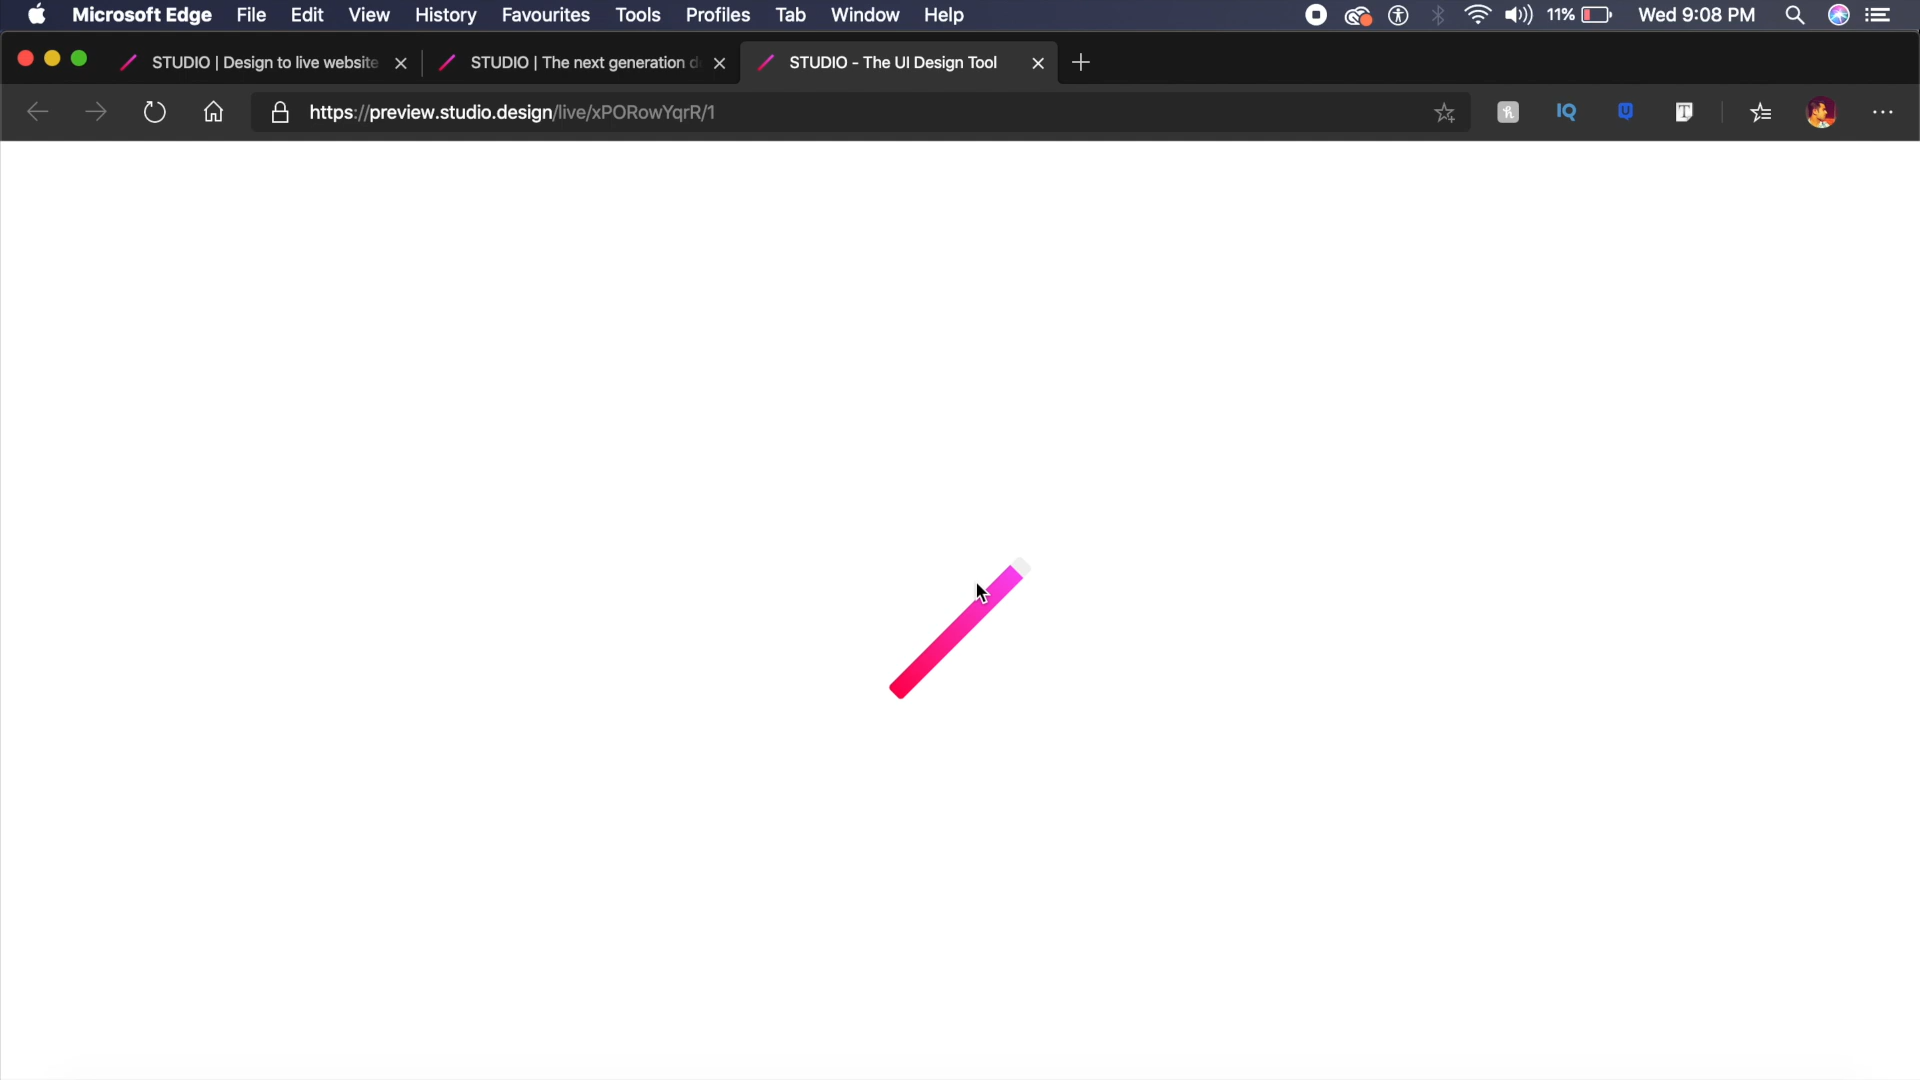 Microsoft Edge File Edit View History Favourites Tools Profiles Tab Window Help 11% Wed 9:08 PM
STUDIO | Design to live website STUDIO | The next generation d STUDIO - The UI Design Tool
https://preview.studio.design/live/xPORowYqrR/1 IQ U T